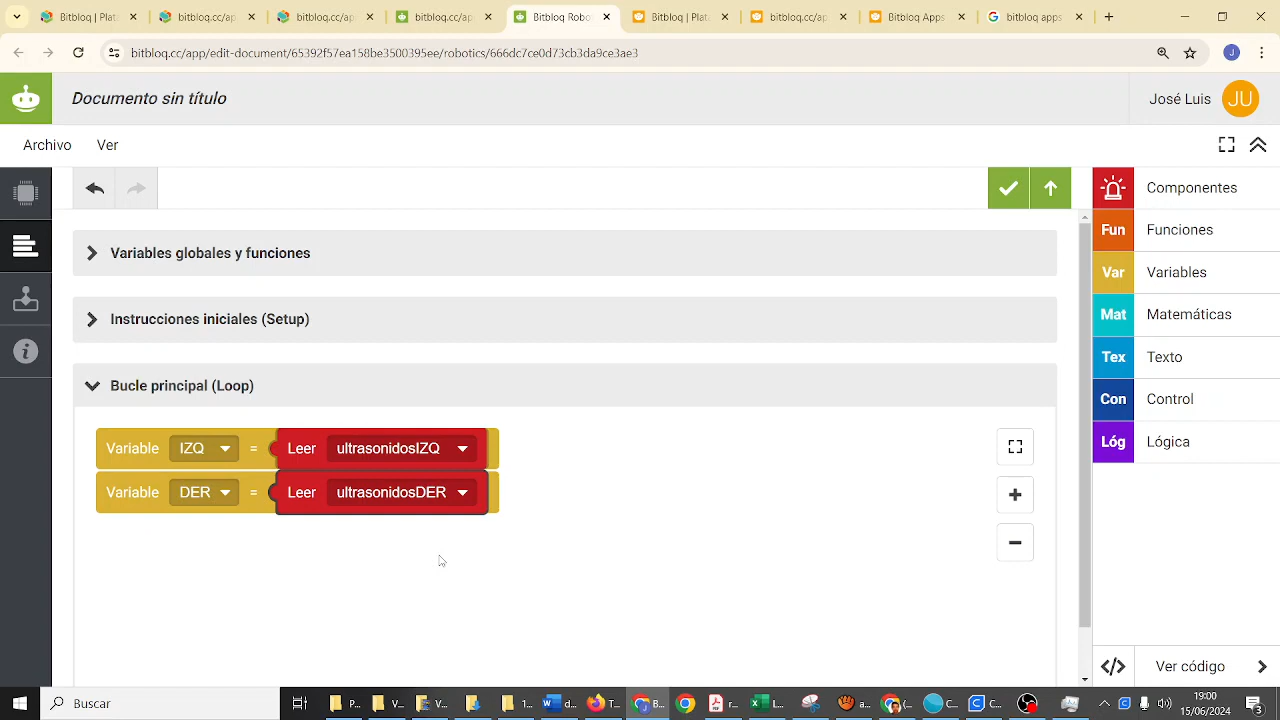 Bitbloq | Plat
bitbloq.cc/ap
bitbloq.cc/ap
bitbloq.cc/ap
Bitbloq Robo
Bitbloq | Plat
bitbloq.cc/ap
Bitbloq App
bitbloq apps
bitbloq.cc/app/edit-document/65392f57ea158be3500395ee/robotics/666dc7ce0d73cb3da9ce3ae3
J
Documento sin título
José Luis
JU
Archivo
Ver
Componentes
Variables globales y funciones
Fun Funciones
Var Variables
Instrucciones iniciales (Setup)
Mat Matemáticas
Tex Texto
Bucle principal (Loop)
Con Control
Variable IZQ = Leer ultrasonidosIZQ
Lóg Lógica
Variable DER = Leer ultrasonidosDER
</> Ver código
Buscar
P...
V...
V...
1...
d...
B...
r...
a...
C...
C...
19:00
15/06/2024
3